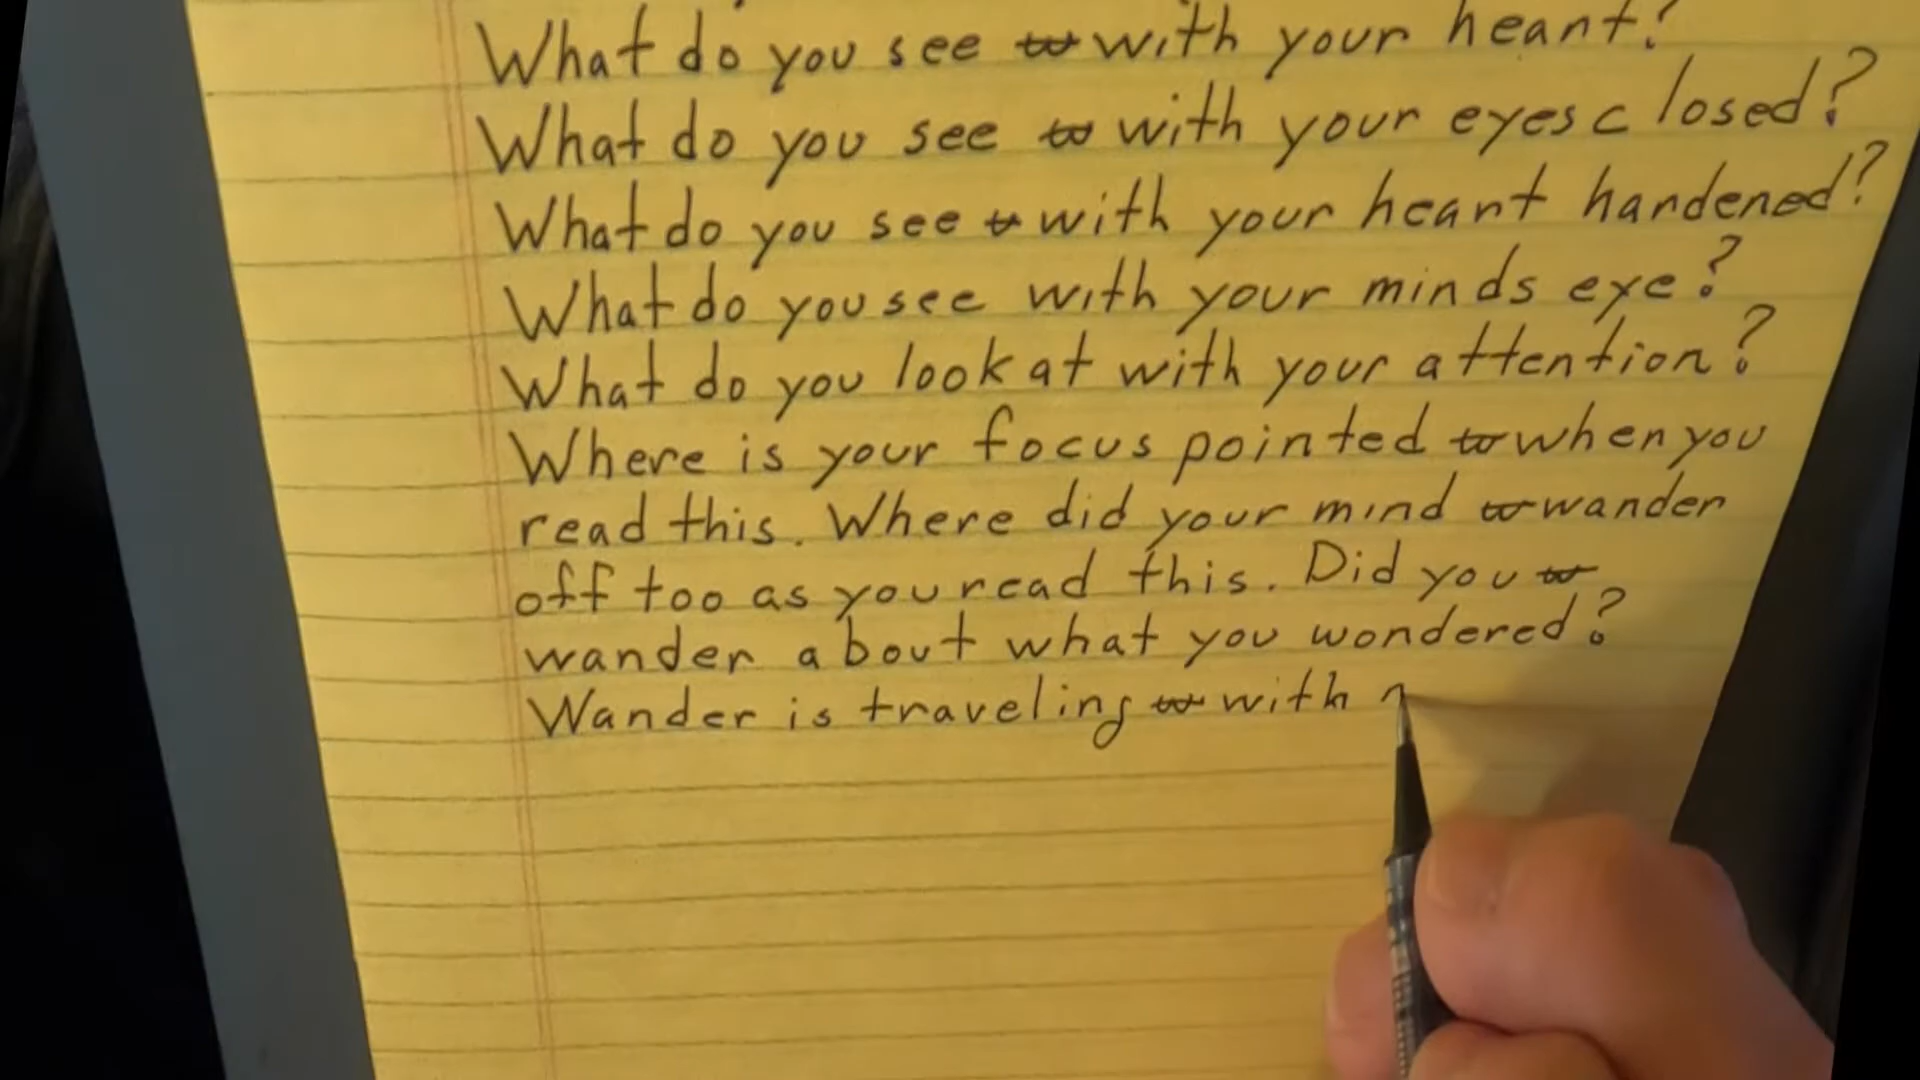 What do you see w with your heart?
What do you see w with your eyes closed?
What do you see w with your heart hardened?
What do you see with your minds eye?
What do you look at with your attention?
Where is your focus pointed w when you
read this. Where did your mind w wander
off too as you read this. Did you w
wander about what you wondered?
Wander is traveling w with